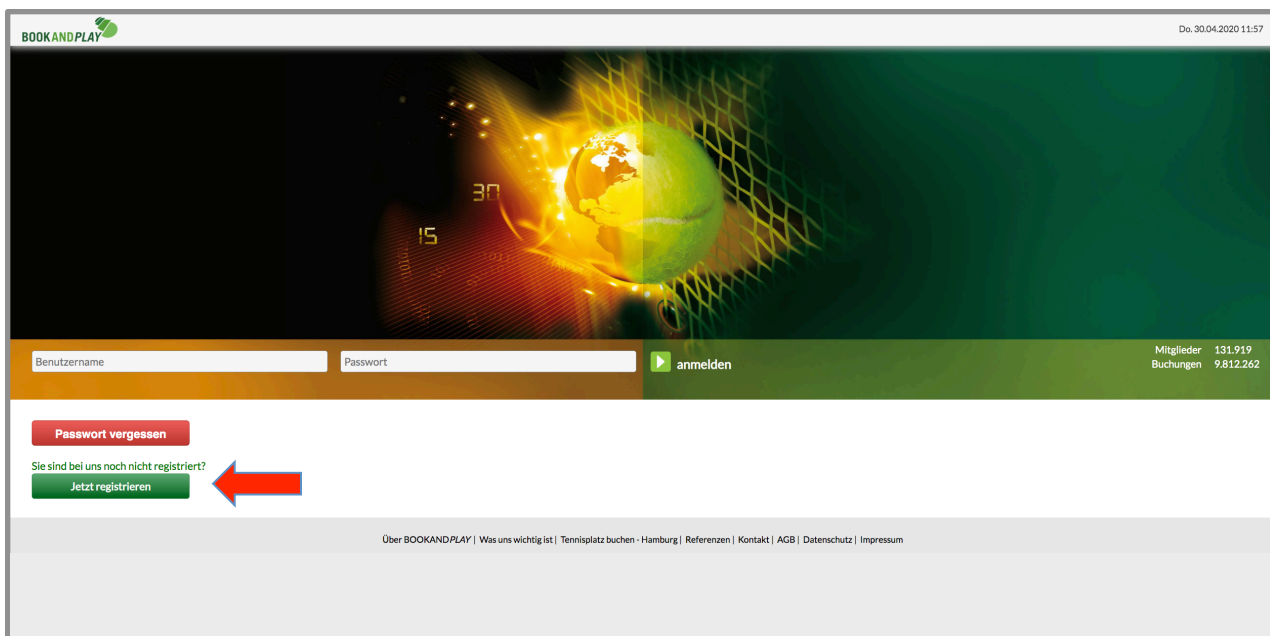 BOOKANDPLAY
Do. 30.04.2020 11:57
30
15
Benutzername
Passwort
anmelden
Mitglieder 131.919
Buchungen 9.812.262
Passwort vergessen
Sie sind bei uns noch nicht registriert?
Jetzt registrieren
Über BOOKANDPLAY | Was uns wichtig ist | Tennisplatz buchen - Hamburg | Referenzen | Kontakt | AGB | Datenschutz | Impressum